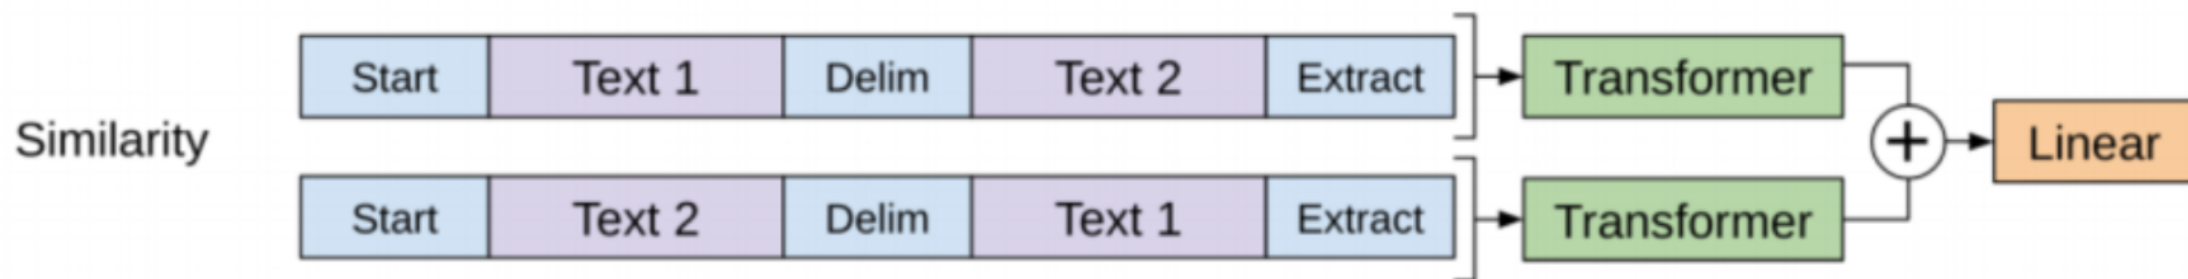 Start Text 1 Delim Text 2 Extract Transformer
Similarity + Linear
Start Text 2 Delim Text 1 Extract Transformer